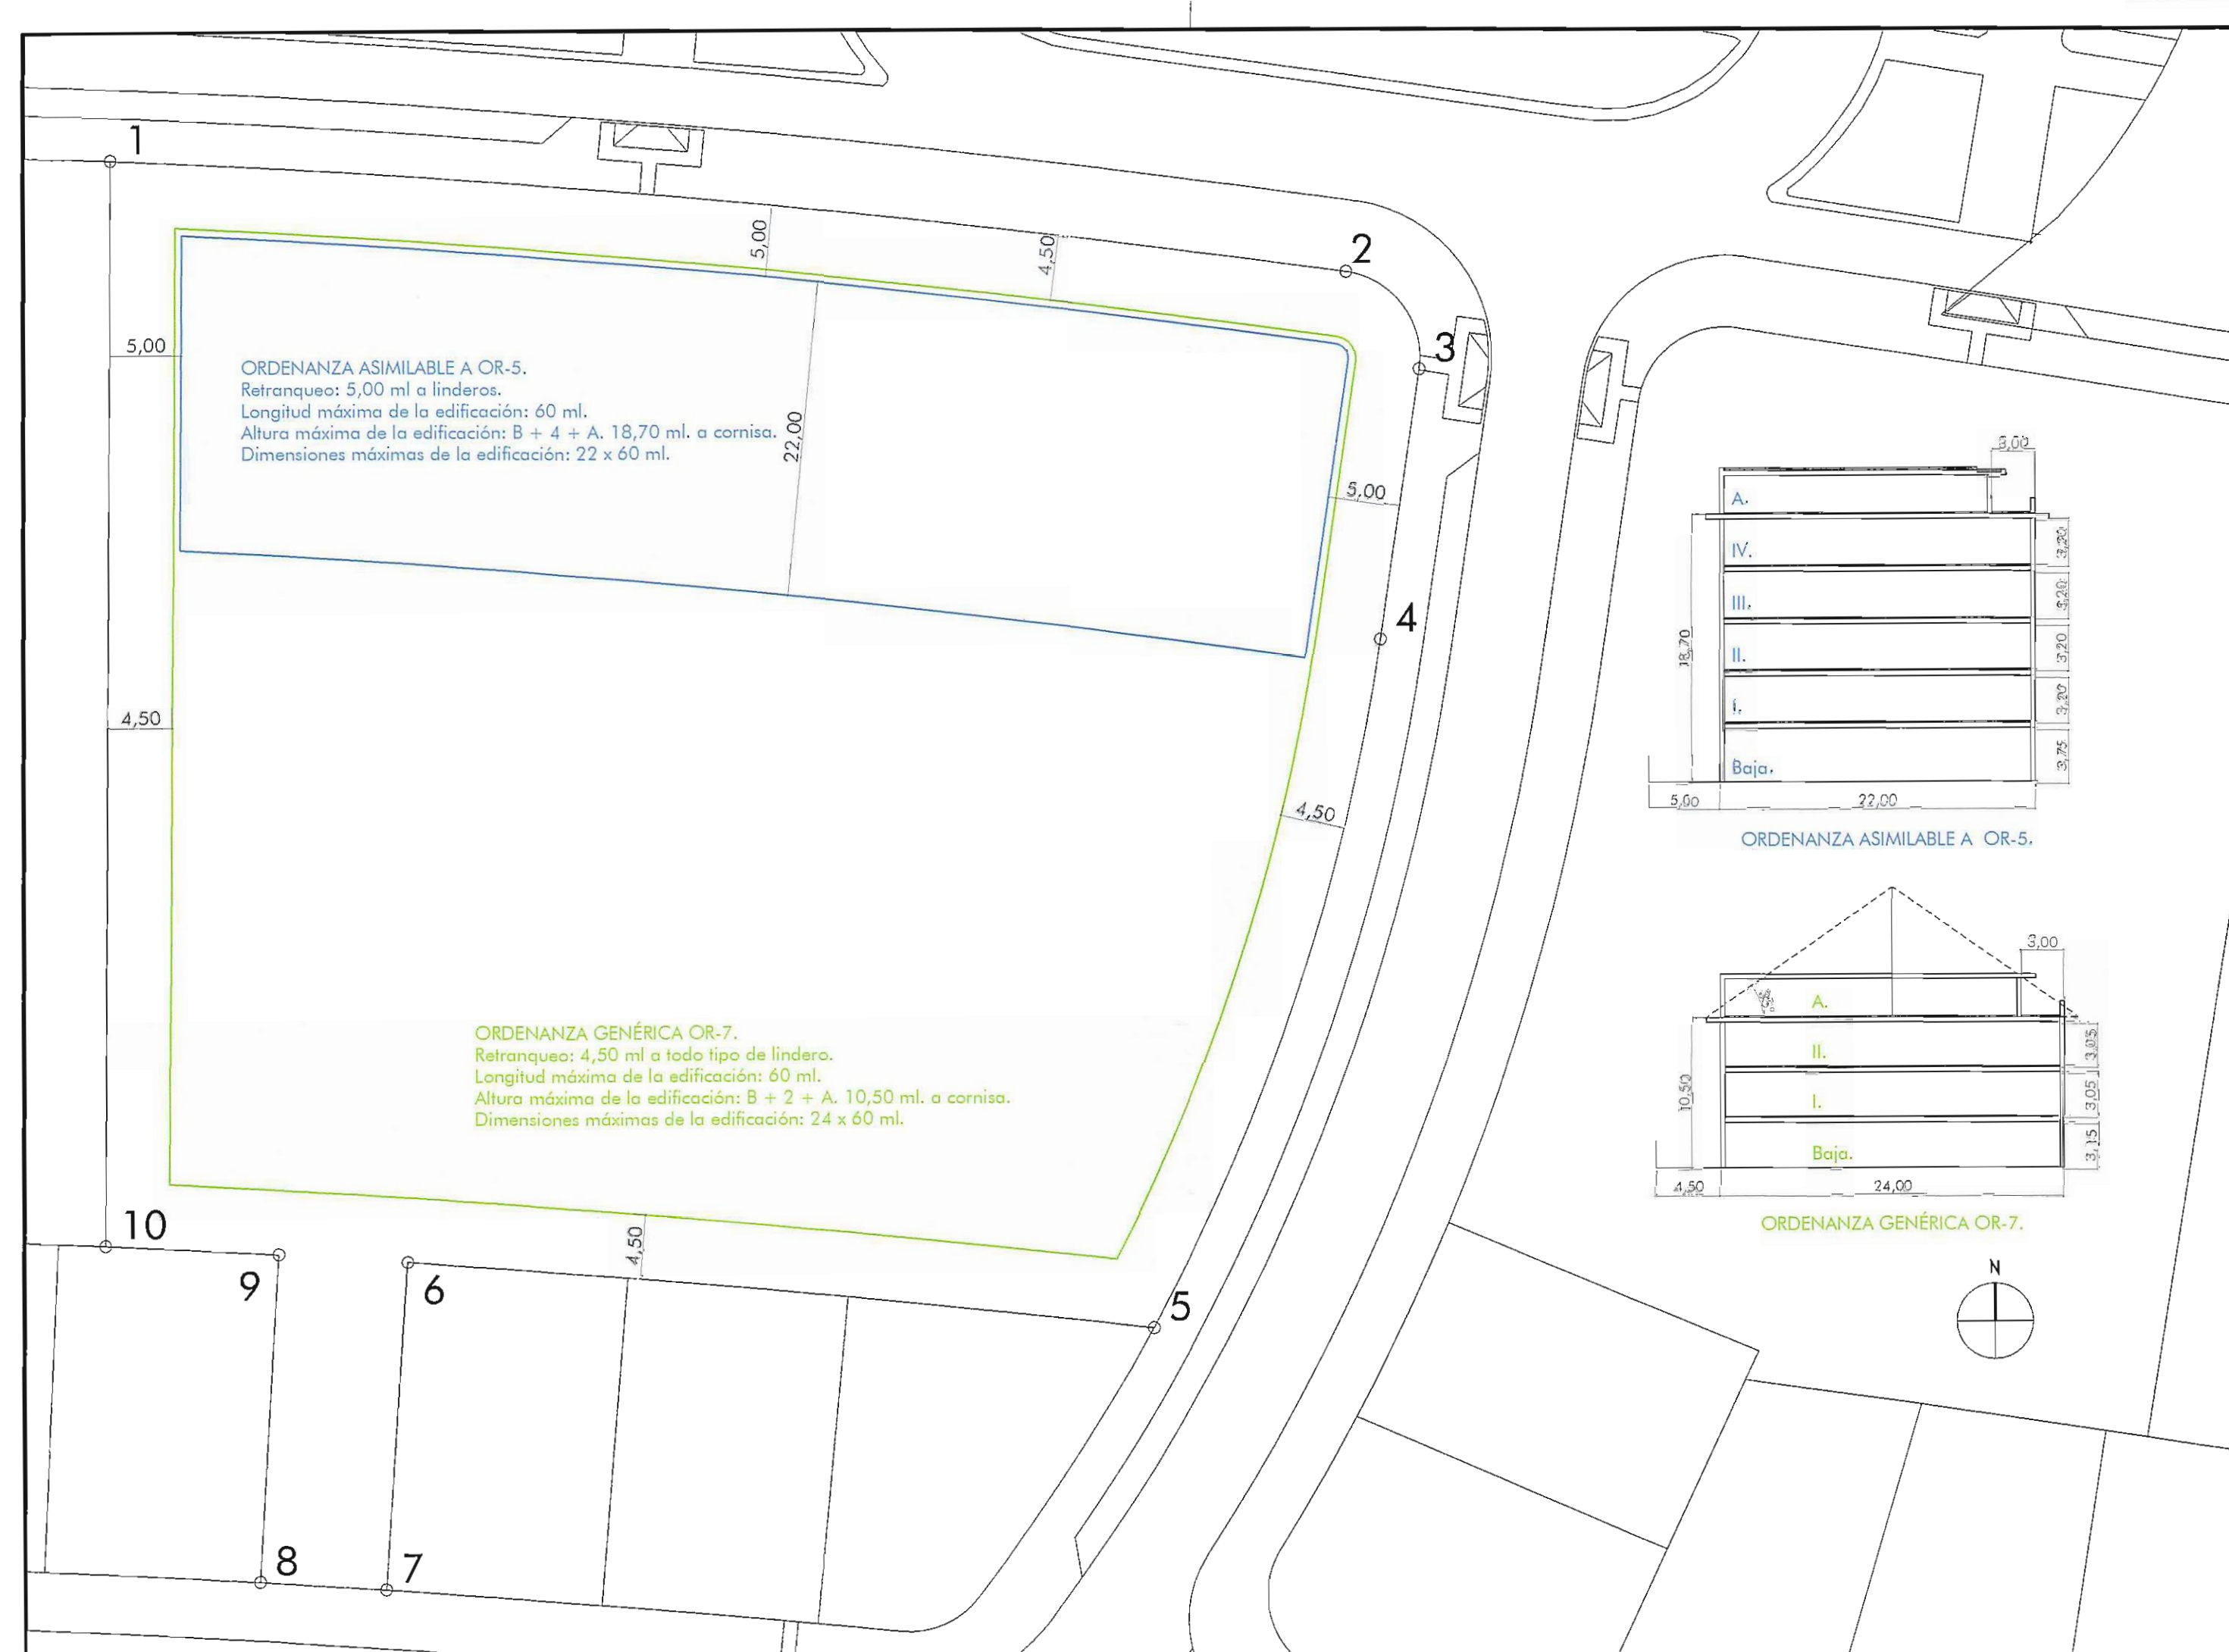 1
5,00
4,50
2
3
5,00
ORDENANZA ASIMILABLE A OR-5.
Retranqueo: 5,00 ml a linderos.
Longitud máxima de la edificación: 60 ml.
Altura máxima de la edificación: B + 4 + A. 18,70 ml. a cornisa.
Dimensiones máximas de la edificación: 22 x 60 ml.
22,00
5,00
4
4,50
4,50
ORDENANZA GENÉRICA OR-7.
Retranqueo: 4,50 ml a todo tipo de lindero.
Longitud máxima de la edificación: 60 ml.
Altura máxima de la edificación: B + 2 + A. 10,50 ml. a cornisa.
Dimensiones máximas de la edificación: 24 x 60 ml.
10
9
4,50
6
5
8
7
3,00
A.
IV.
3,20
III.
3,20
II.
3,20
18,70
I.
3,20
Baja.
3,75
5,00
22,00
ORDENANZA ASIMILABLE A OR-5.
3,00
A.
II.
3,05
10,50
I.
3,05
Baja.
3,15
4,50
24,00
ORDENANZA GENÉRICA OR-7.
N